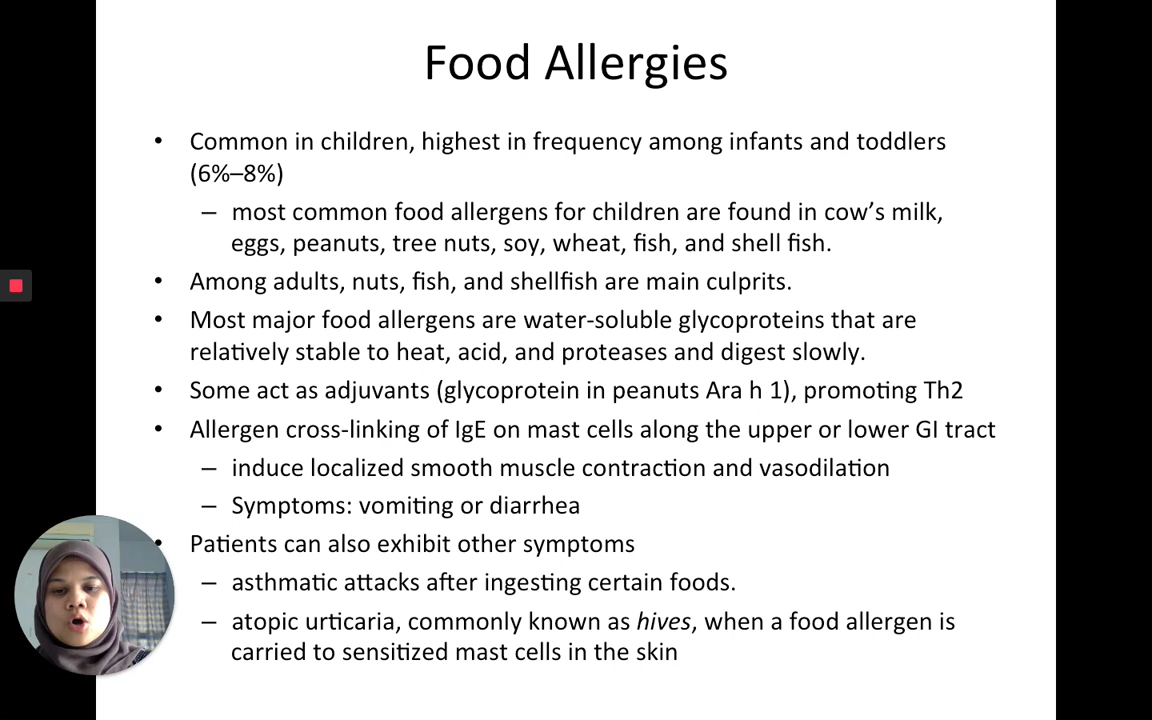 Food Allergies
• Common in children, highest in frequency among infants and toddlers
(6%–8%)
– most common food allergens for children are found in cow's milk,
eggs, peanuts, tree nuts, soy, wheat, fish, and shell fish.
• Among adults, nuts, fish, and shellfish are main culprits.
• Most major food allergens are water-soluble glycoproteins that are
relatively stable to heat, acid, and proteases and digest slowly.
• Some act as adjuvants (glycoprotein in peanuts Ara h 1), promoting Th2
• Allergen cross-linking of IgE on mast cells along the upper or lower GI tract
– induce localized smooth muscle contraction and vasodilation
– Symptoms: vomiting or diarrhea
• Patients can also exhibit other symptoms
– asthmatic attacks after ingesting certain foods.
– atopic urticaria, commonly known as hives, when a food allergen is
carried to sensitized mast cells in the skin